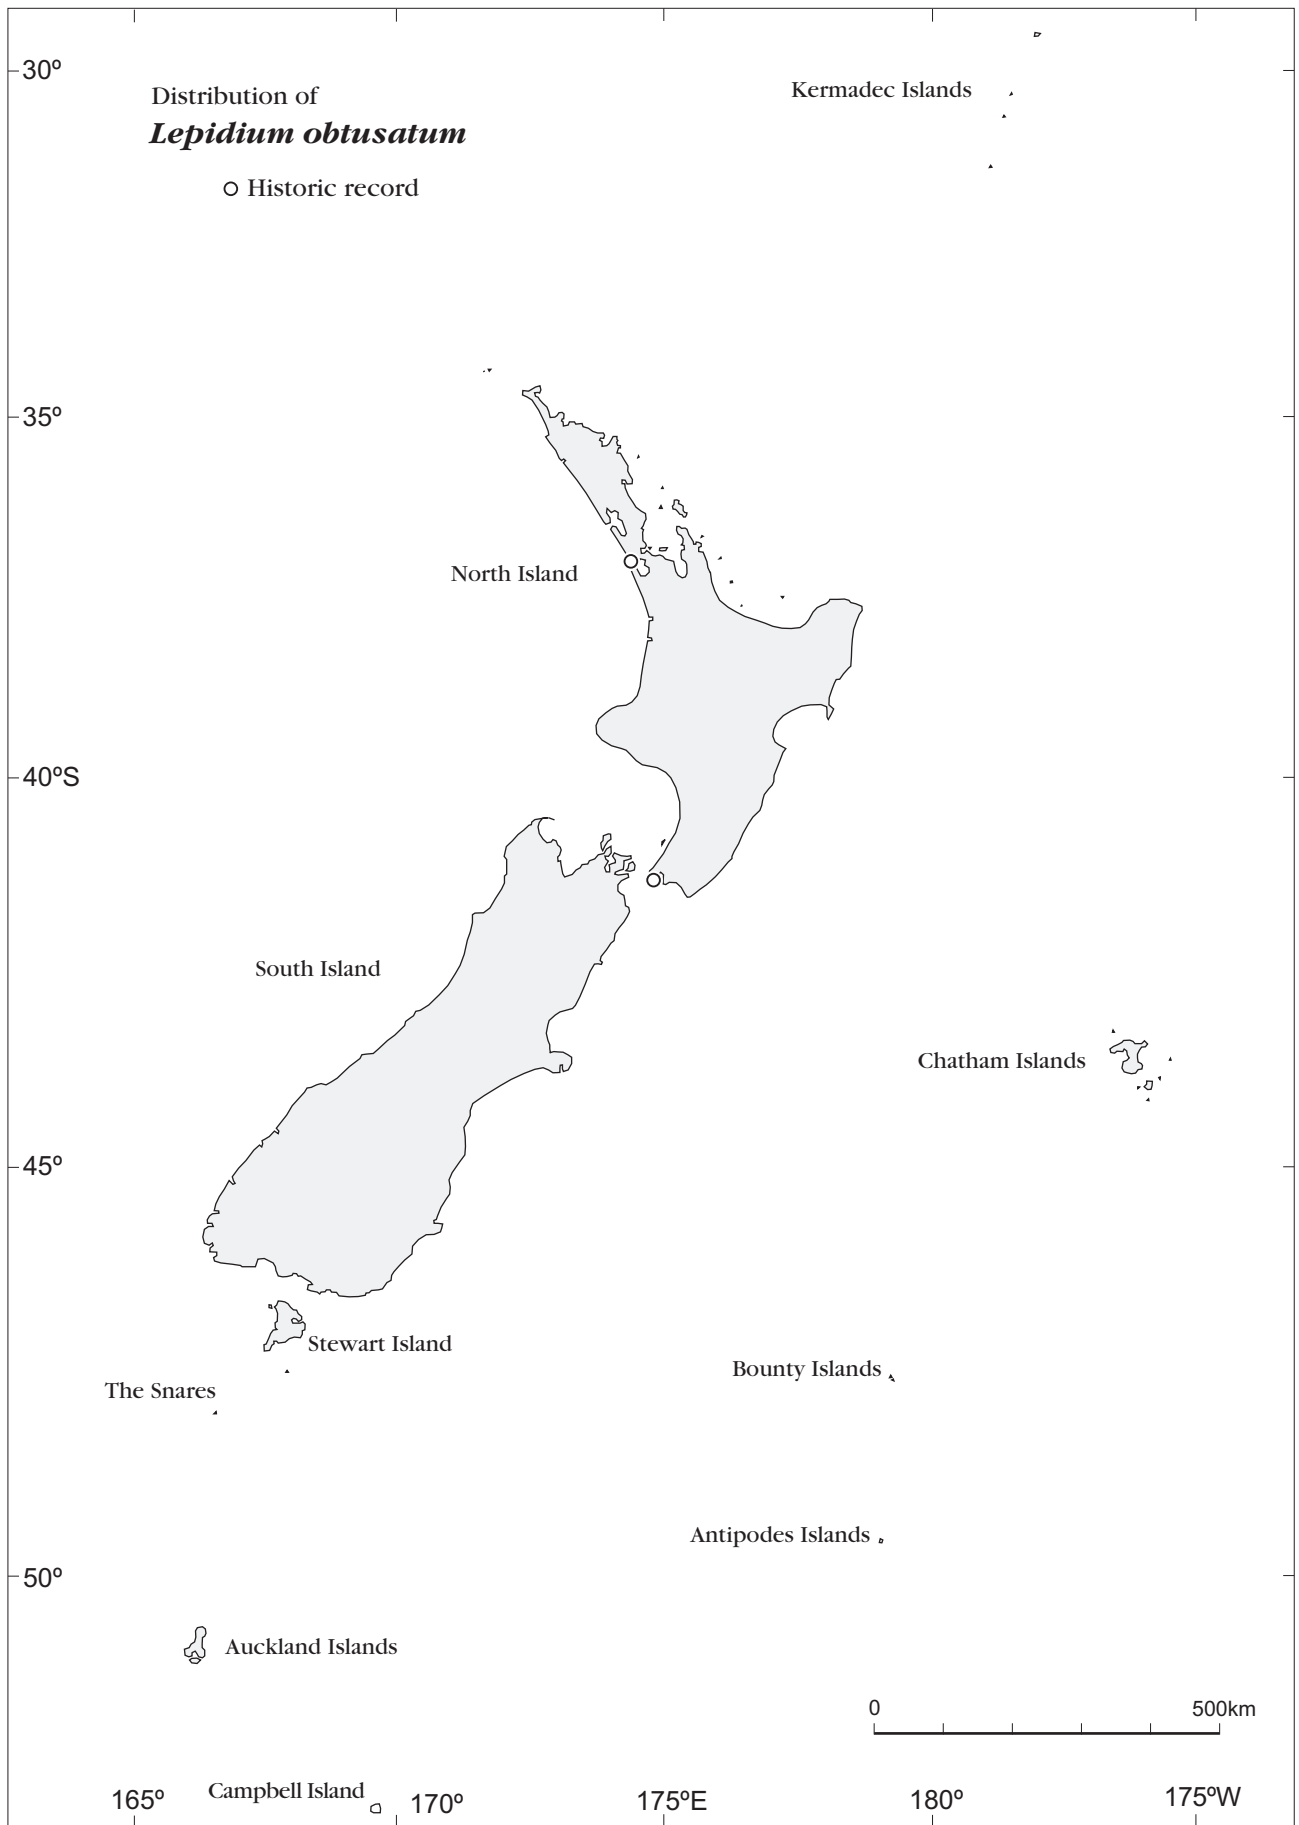 30º
Distribution of
Lepidium obtusatum
Historic record
Kermadec Islands
35º
North Island
40ºS
South Island
Chatham Islands
45º
Stewart Island
The Snares
Bounty Islands
Antipodes Islands
50º
Auckland Islands
0 500km
Campbell Island
165º 170º 175ºE 180º 175ºW